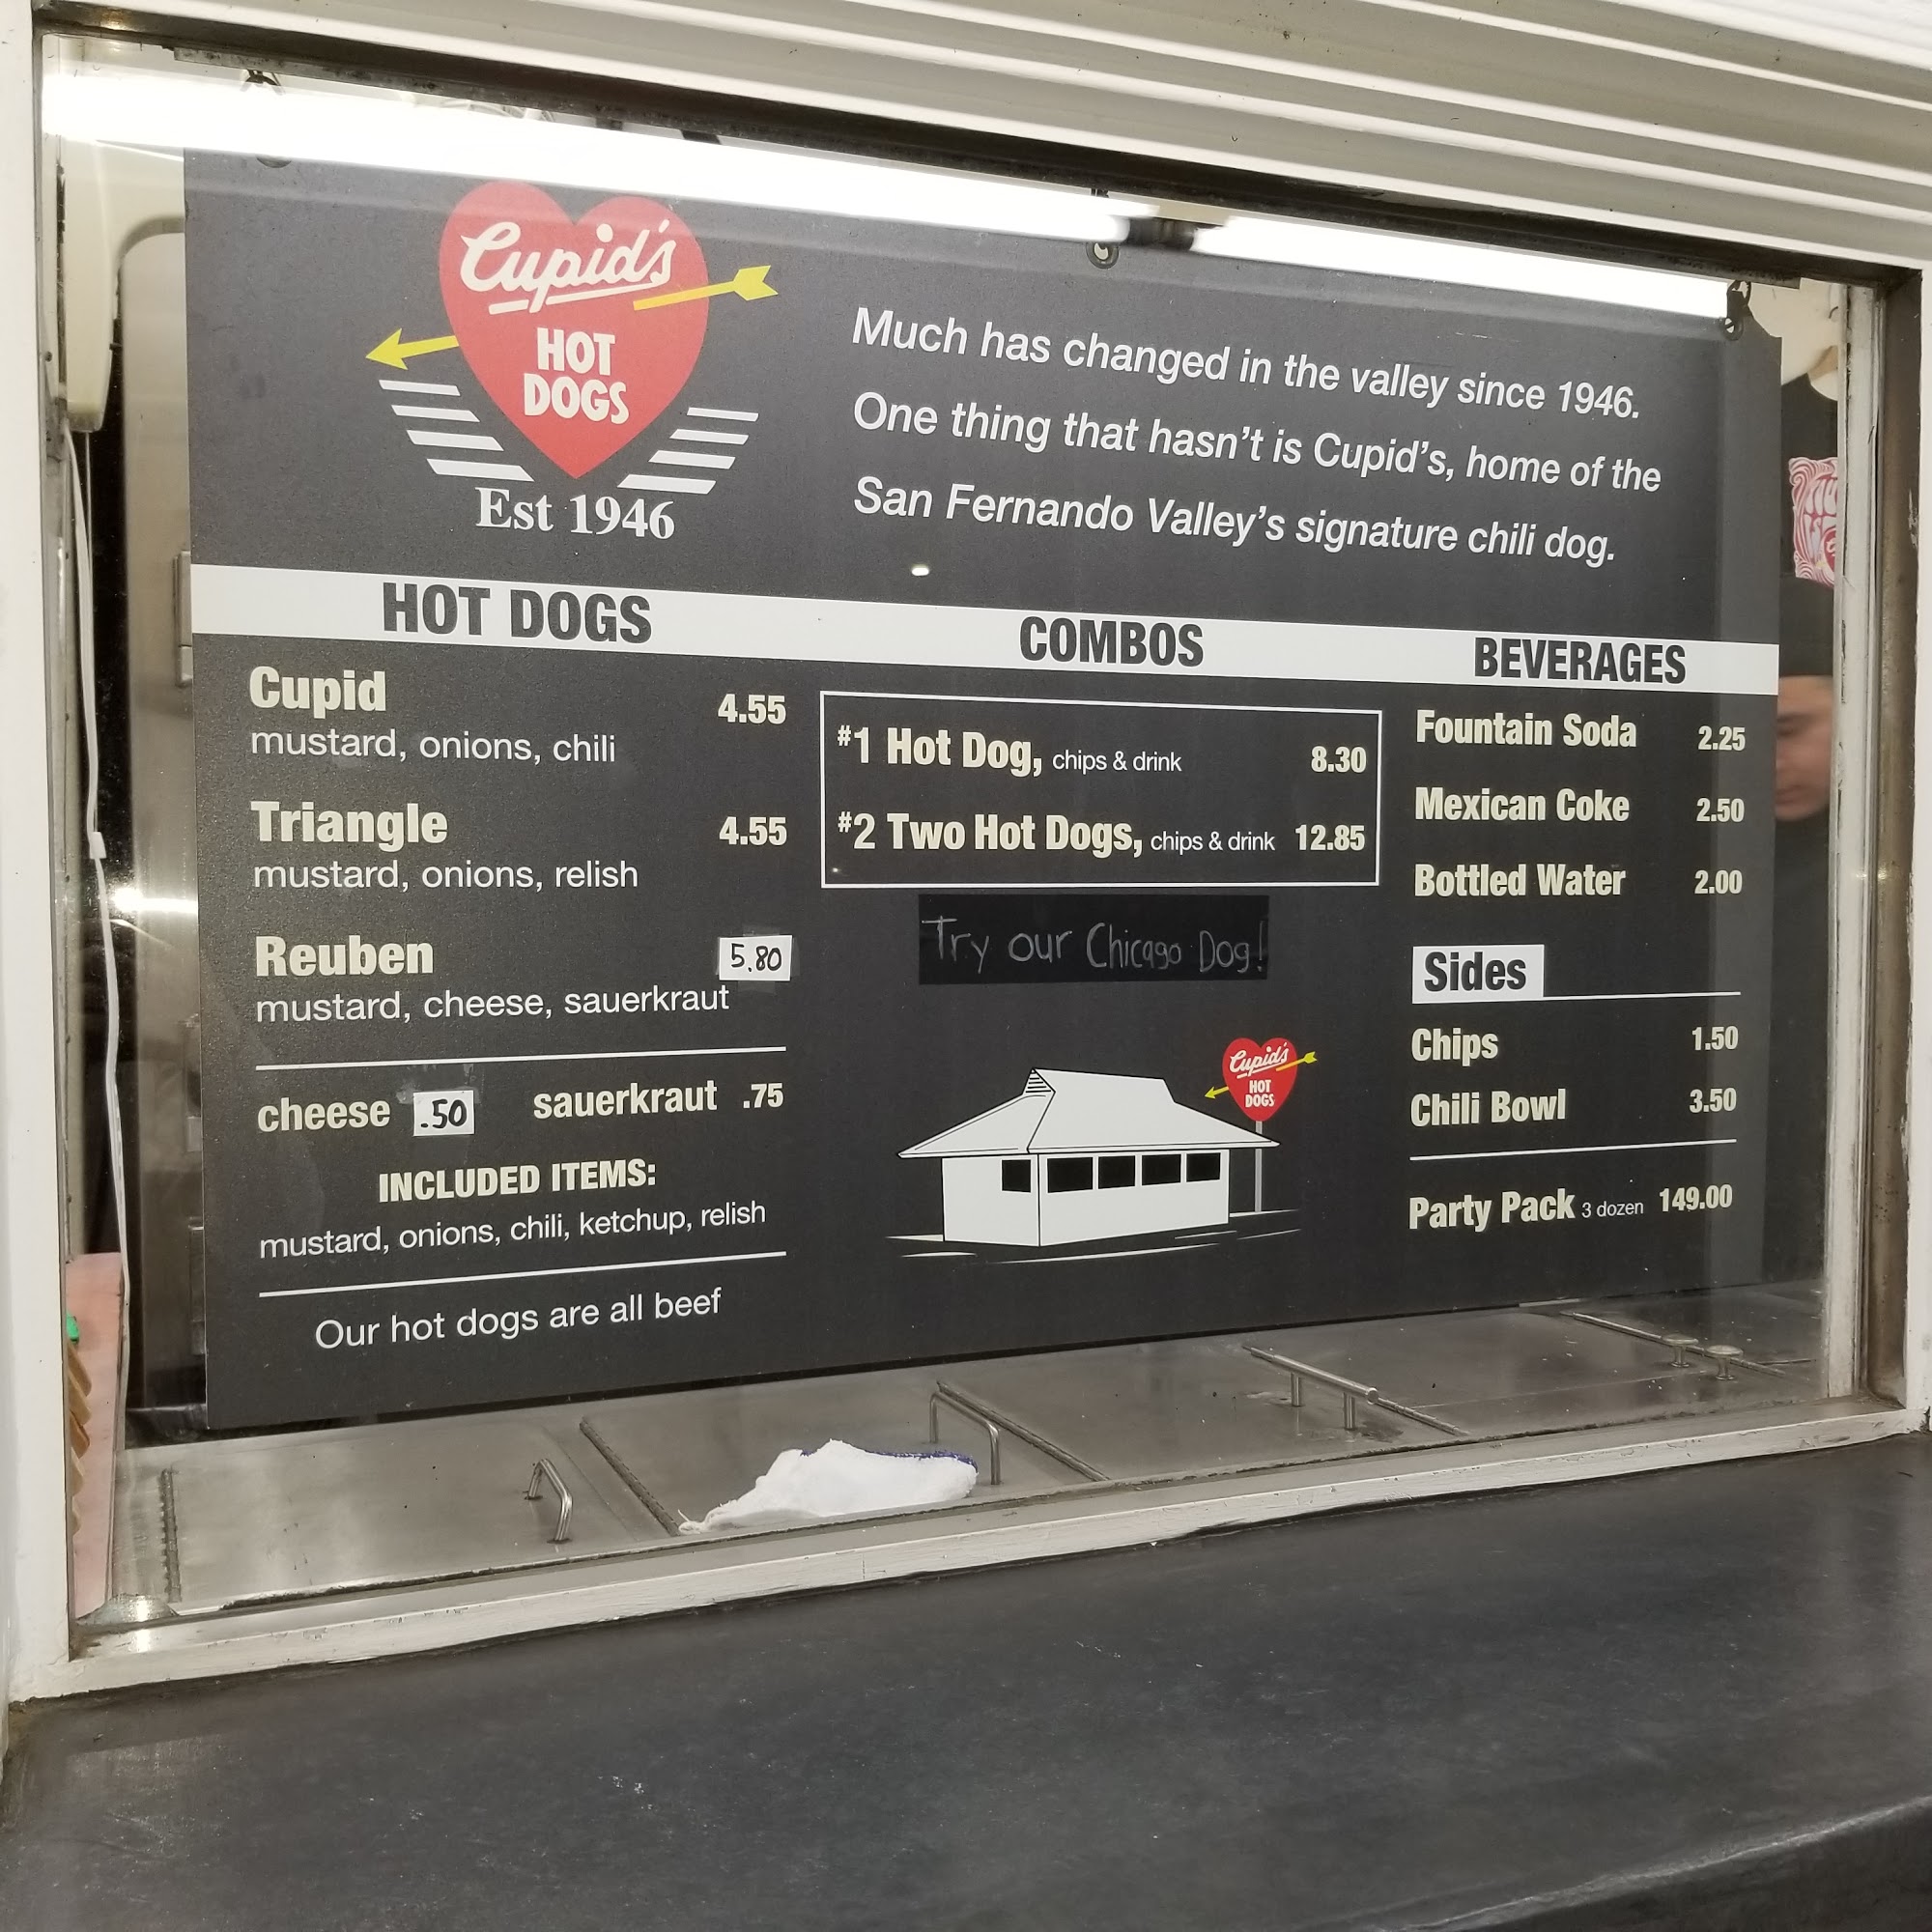 Cupid's
HOT
DOGS
Est 1946
Much has changed in the valley since 1946.
One thing that hasn't is Cupid's, home of the
San Fernando Valley's signature chili dog.
HOT DOGS
Cupid 4.55
mustard, onions, chili
Triangle 4.55
mustard, onions, relish
Reuben 5.80
mustard, cheese, sauerkraut
cheese .50 sauerkraut .75
INCLUDED ITEMS:
mustard, onions, chili, ketchup, relish
Our hot dogs are all beef
COMBOS
#1 Hot Dog, chips & drink 8.30
#2 Two Hot Dogs, chips & drink 12.85
Try our Chicago Dog!
Cupid's
HOT
DOGS
BEVERAGES
Fountain Soda 2.25
Mexican Coke 2.50
Bottled Water 2.00
Sides
Chips 1.50
Chili Bowl 3.50
Party Pack 3 dozen 149.00